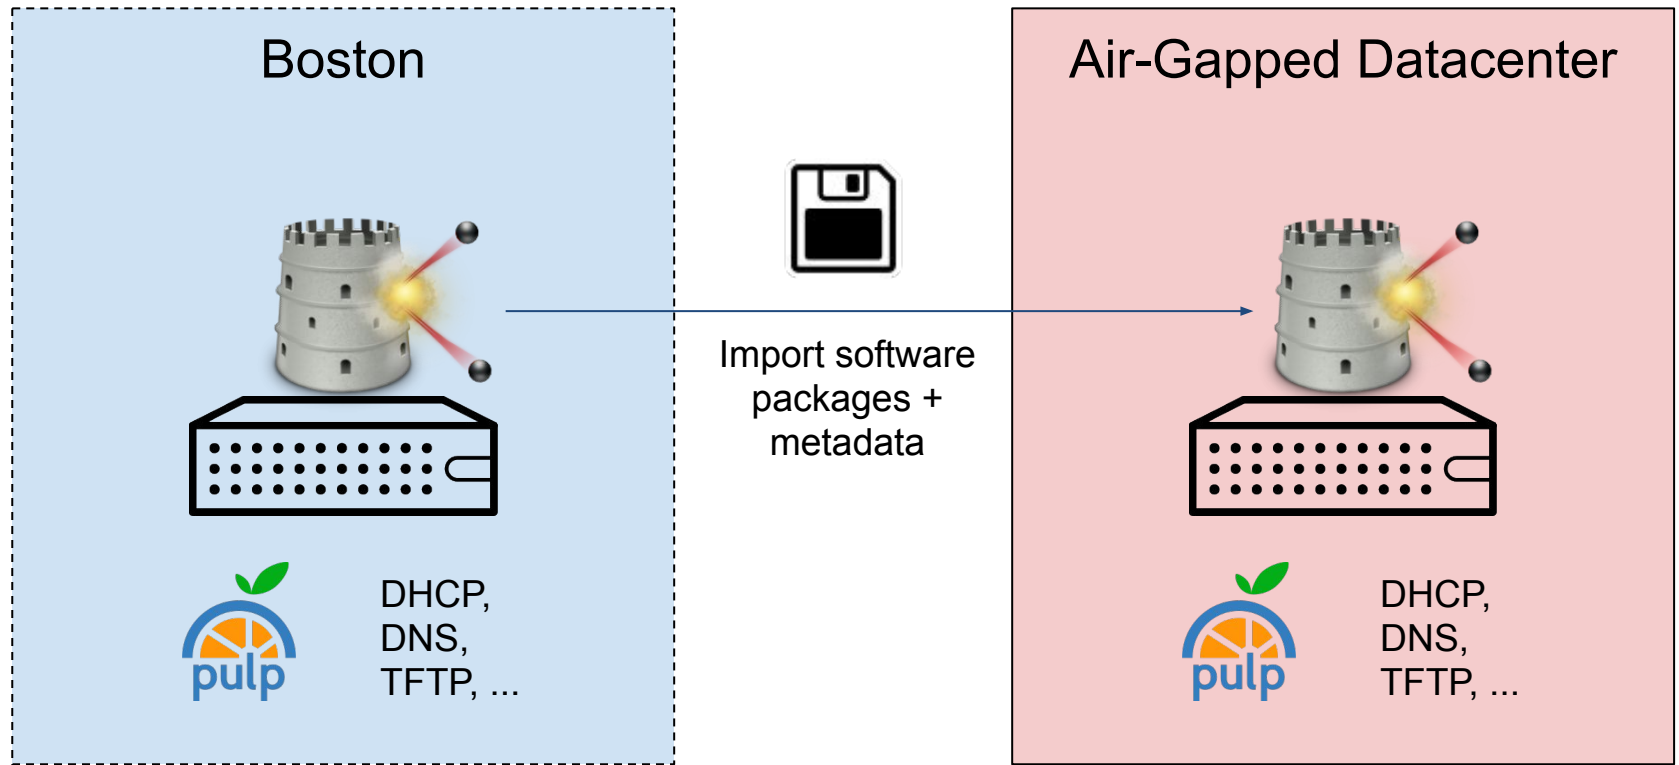 Boston
Air-Gapped Datacenter
Import software
packages +
metadata
pulp
DHCP,
DNS,
TFTP, ...
pulp
DHCP,
DNS,
TFTP, ...